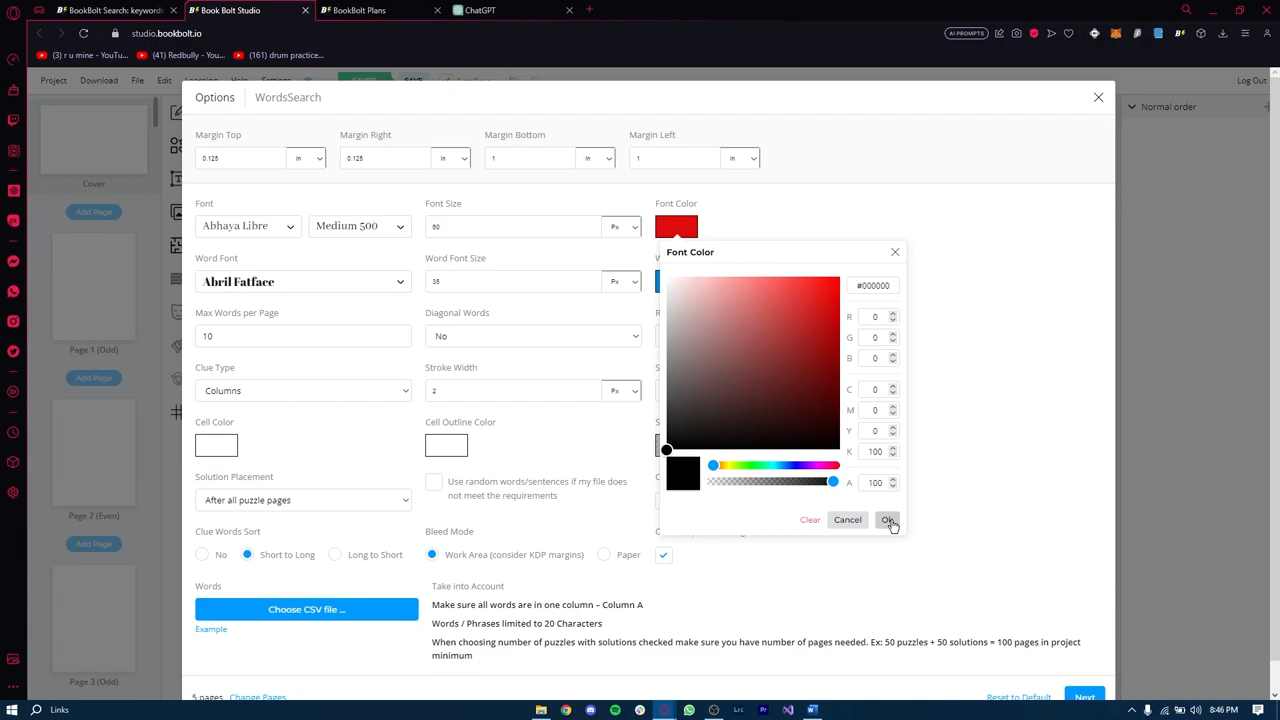 BookBolt Search: keywords
Book Bolt Studio
BookBolt Plans
ChatGPT
studio.bookbolt.io
AI PROMPTS
(3) r u mine - YouTu...
(42) Redbully - YouT...
(161) drum practice...
Project
Download
File
Edit
Help
SAVE
Log Out
Options
WordsSearch
Normal order
Margin Top
Margin Right
Margin Bottom
Margin Left
0.125
In
0.125
In
1
In
1
In
Cover
Font
Font Size
Font Color
Add Page
Abhaya Libre
Medium 500
60
Px
Font Color
Word Font
Word Font Size
Abril Fatface
35
Px
#000000
Max Words per Page
Diagonal Words
R 0
10
No
G 0
Page 1 (Odd)
B 0
Clue Type
Stroke Width
Add Page
Columns
2
Px
C 0
M 0
Cell Color
Cell Outline Color
Y 0
K 100
Solution Placement
Use random words/sentences if my file does
not meet the requirements
A 100
After all puzzle pages
Page 2 (Even)
Clear
Cancel
Ok
Clue Words Sort
Bleed Mode
Add Page
No
Short to Long
Long to Short
Work Area (consider KDP margins)
Paper
Words
Take into Account
Choose CSV file ...
Make sure all words are in one column – Column A
Example
Words / Phrases limited to 20 Characters
When choosing number of puzzles with solutions checked make sure you have number of pages needed. Ex: 50 puzzles + 50 solutions = 100 pages in project
minimum
Page 3 (Odd)
5 pages
Change Pages
Reset to Default
Next
Links
Lrc
Pr
8:46 PM